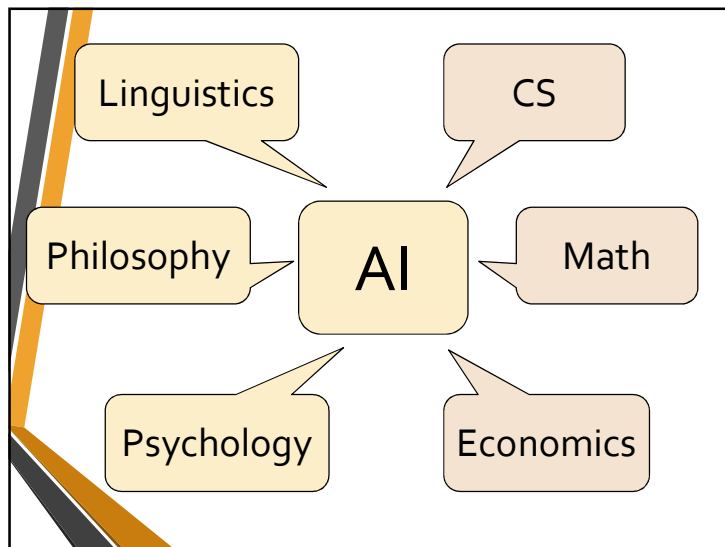 Linguistics
CS
Philosophy
AI
Math
Psychology
Economics